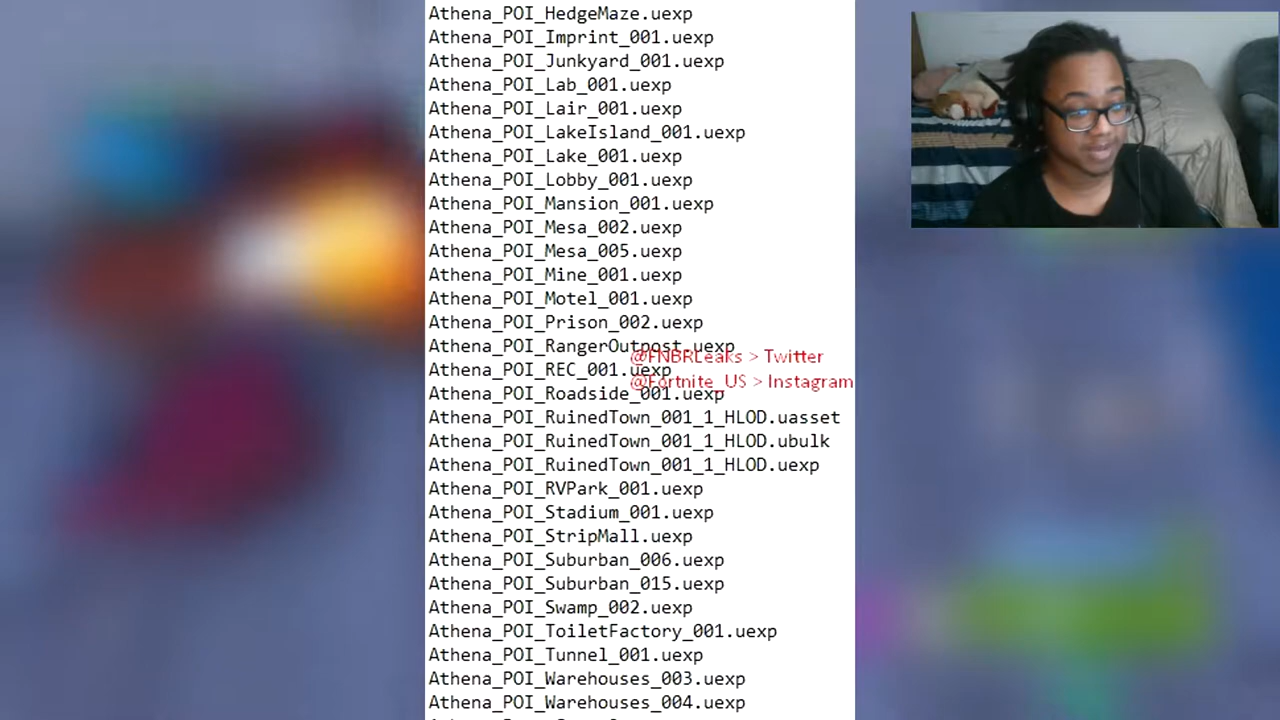 Athena_POI_HedgeMaze.uexp
Athena_POI_Imprint_001.uexp
Athena_POI_Junkyard_001.uexp
Athena_POI_Lab_001.uexp
Athena_POI_Lair_001.uexp
Athena_POI_LakeIsland_001.uexp
Athena_POI_Lake_001.uexp
Athena_POI_Lobby_001.uexp
Athena_POI_Mansion_001.uexp
Athena_POI_Mesa_002.uexp
Athena_POI_Mesa_005.uexp
Athena_POI_Mine_001.uexp
Athena_POI_Motel_001.uexp
Athena_POI_Prison_002.uexp
Athena_POI_RangerOutpost.uexp
@FNBRLeaks > Twitter
Athena_POI_REC_001.uexp
@Fortnite_US > Instagram
Athena_POI_Roadside_001.uexp
Athena_POI_RuinedTown_001_1_HLOD.uasset
Athena_POI_RuinedTown_001_1_HLOD.ubulk
Athena_POI_RuinedTown_001_1_HLOD.uexp
Athena_POI_RVPark_001.uexp
Athena_POI_Stadium_001.uexp
Athena_POI_StripMall.uexp
Athena_POI_Suburban_006.uexp
Athena_POI_Suburban_015.uexp
Athena_POI_Swamp_002.uexp
Athena_POI_ToiletFactory_001.uexp
Athena_POI_Tunnel_001.uexp
Athena_POI_Warehouses_003.uexp
Athena_POI_Warehouses_004.uexp